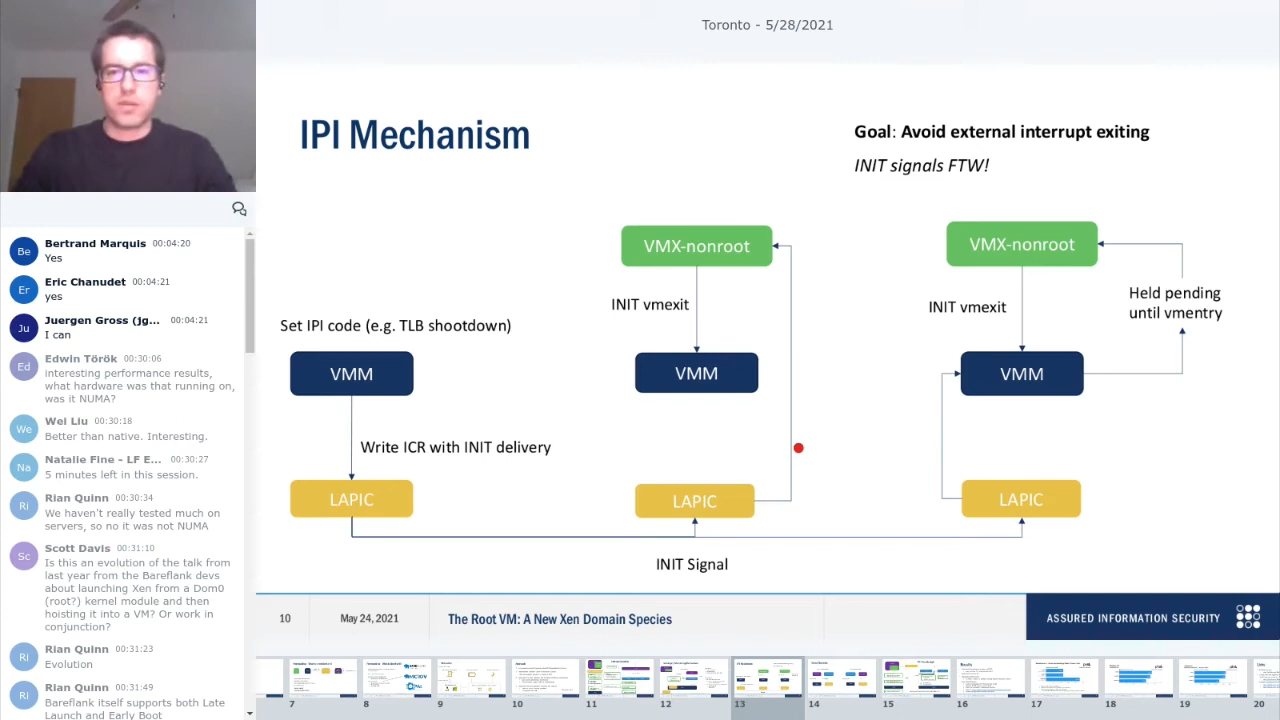 Toronto - 5/28/2021
IPI Mechanism
Goal: Avoid external interrupt exiting
INIT signals FTW!
VMX-nonroot
VMX-nonroot
INIT vmexit
INIT vmexit
Held pending
until vmentry
Set IPI code (e.g. TLB shootdown)
VMM
VMM
VMM
Write ICR with INIT delivery
LAPIC
LAPIC
LAPIC
INIT Signal
10
May 24, 2021
The Root VM: A New Xen Domain Species
ASSURED INFORMATION SECURITY
Be
Bertrand Marquis 00:04:20
Yes
Er
Eric Chanudet 00:04:21
yes
Ju
Juergen Gross (jg... 00:04:21
I can
Ed
Edwin Török 00:30:06
interesting performance results,
what hardware was that running on,
was it NUMA?
We
Wei Liu 00:30:18
Better than native. Interesting.
Na
Natalie Fine - LF E... 00:30:27
5 minutes left in this session.
Ri
Rian Quinn 00:30:34
We haven't really tested much on
servers, so no it was not NUMA
Sc
Scott Davis 00:31:10
Is this an evolution of the talk from
last year from the Bareflank devs
about launching Xen from a Dom0
(root?) kernel module and then
hoisting it into a VM? Or work in
conjunction?
Ri
Rian Quinn 00:31:23
Evolution
Ri
Rian Quinn 00:31:49
Bareflank itself supports both Late
Launch and Early Boot
7 8 9 10 11 12 13 14 15 16 17 18 19 20